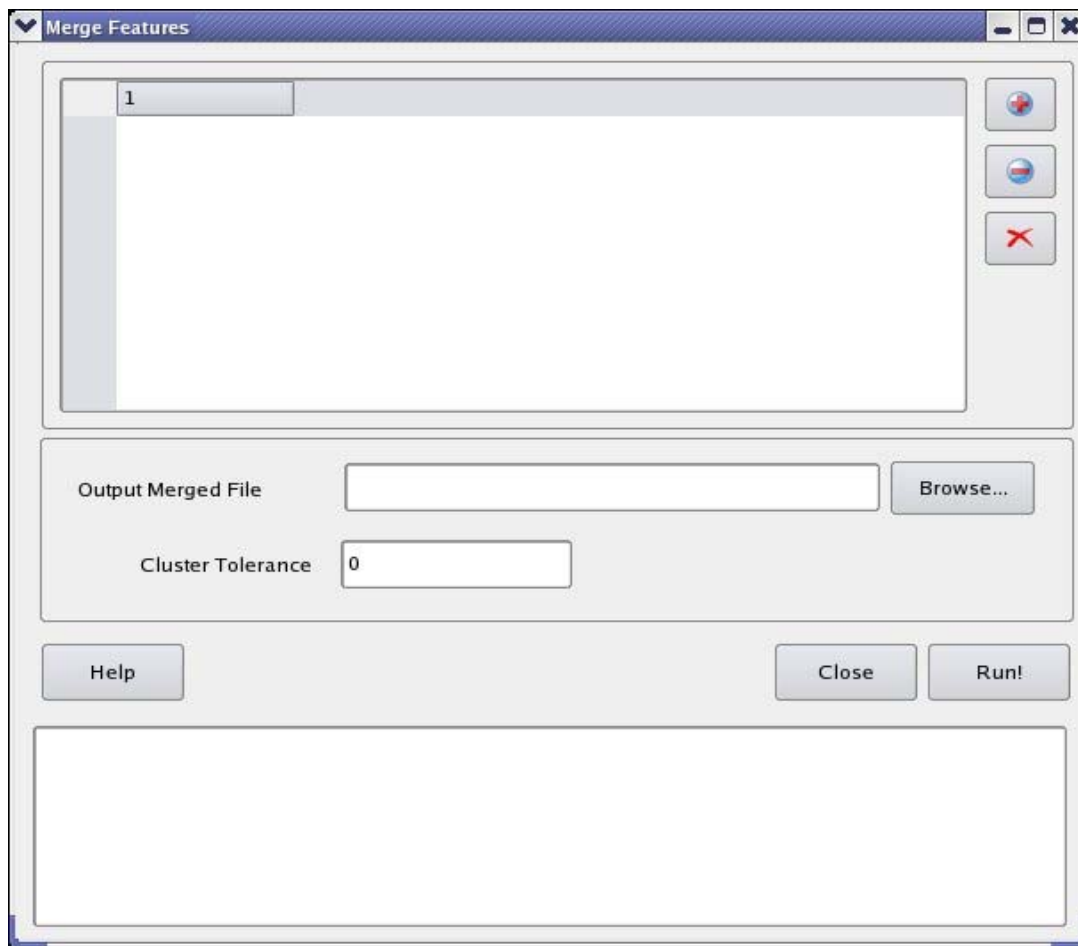 Merge Features
1
Output Merged File
Browse...
Cluster Tolerance
0
Help
Close
Run!